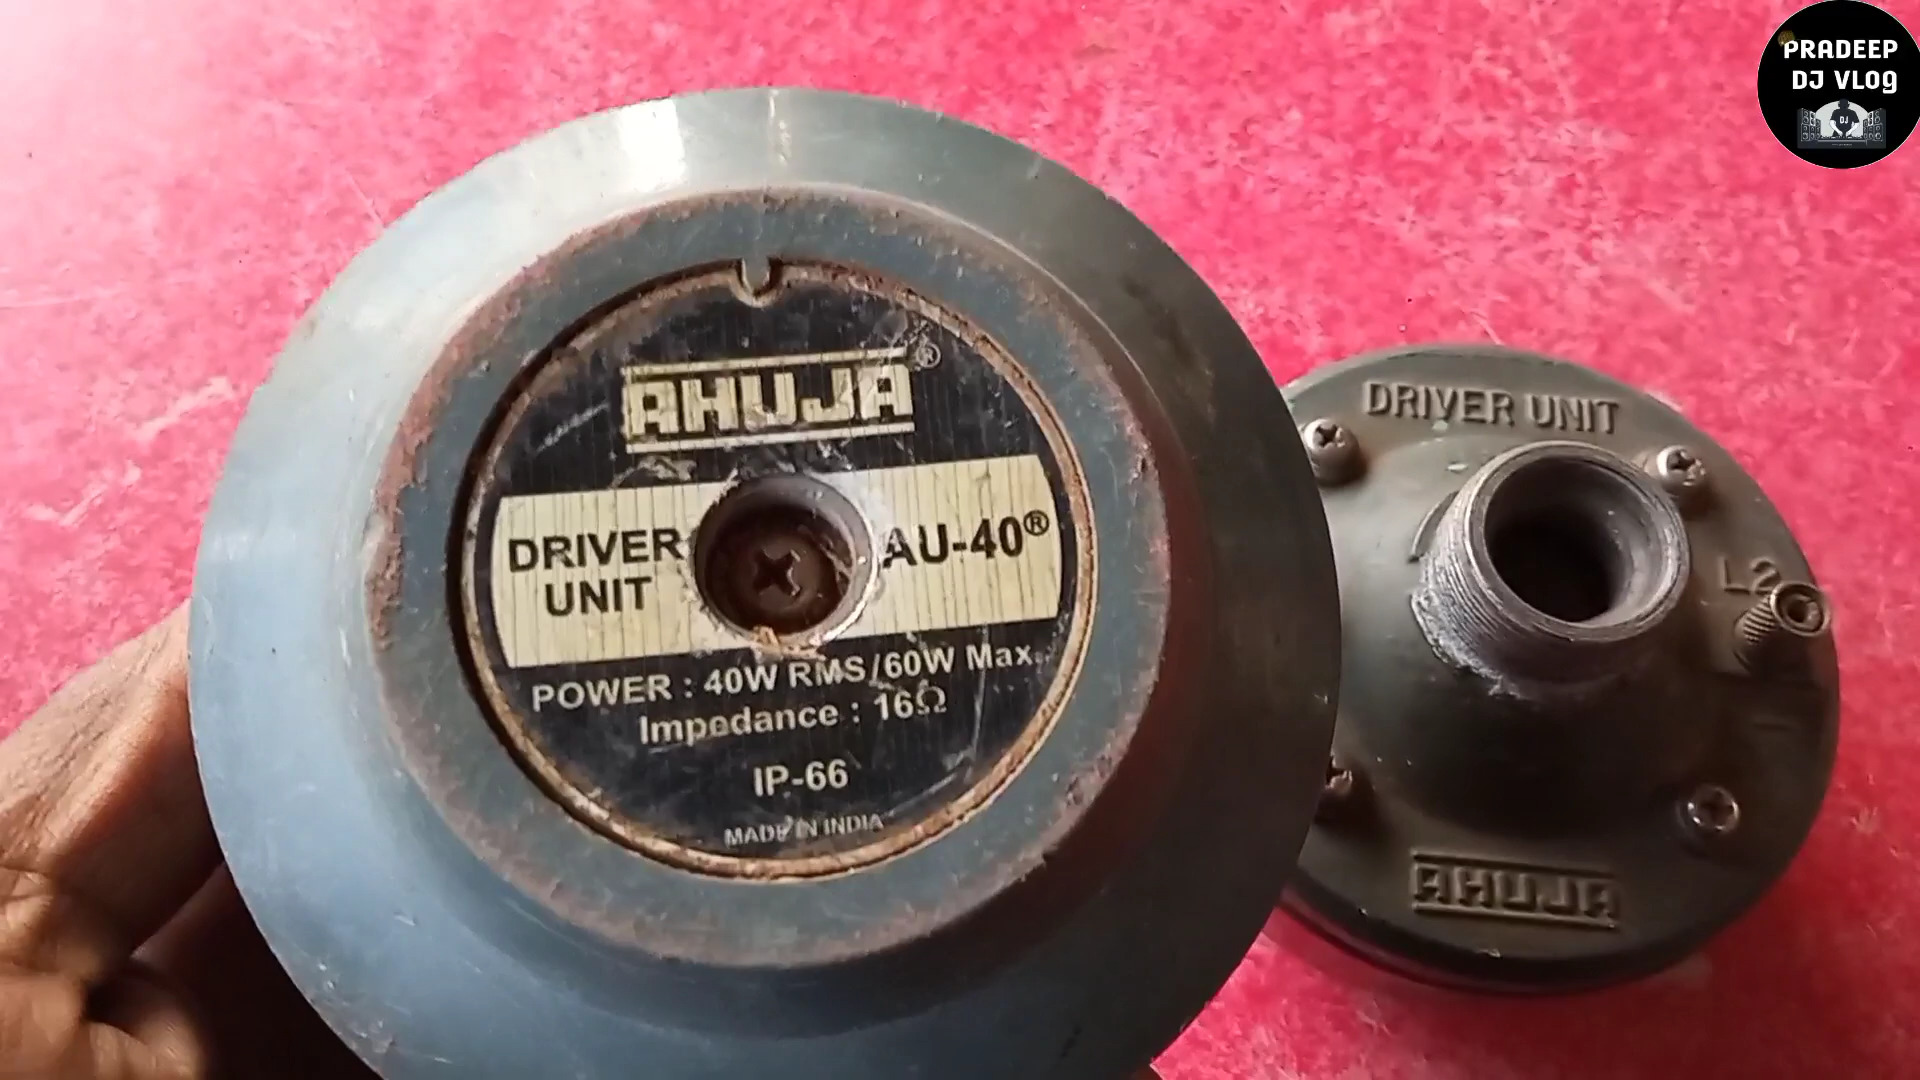 PRADEEP
DJ VLog
DJ
AHUJA®
DRIVER UNIT
AU-40®
POWER : 40W RMS/60W Max.
Impedance : 16Ω
IP-66
MADE IN INDIA
DRIVER UNIT
L2
AHUJA